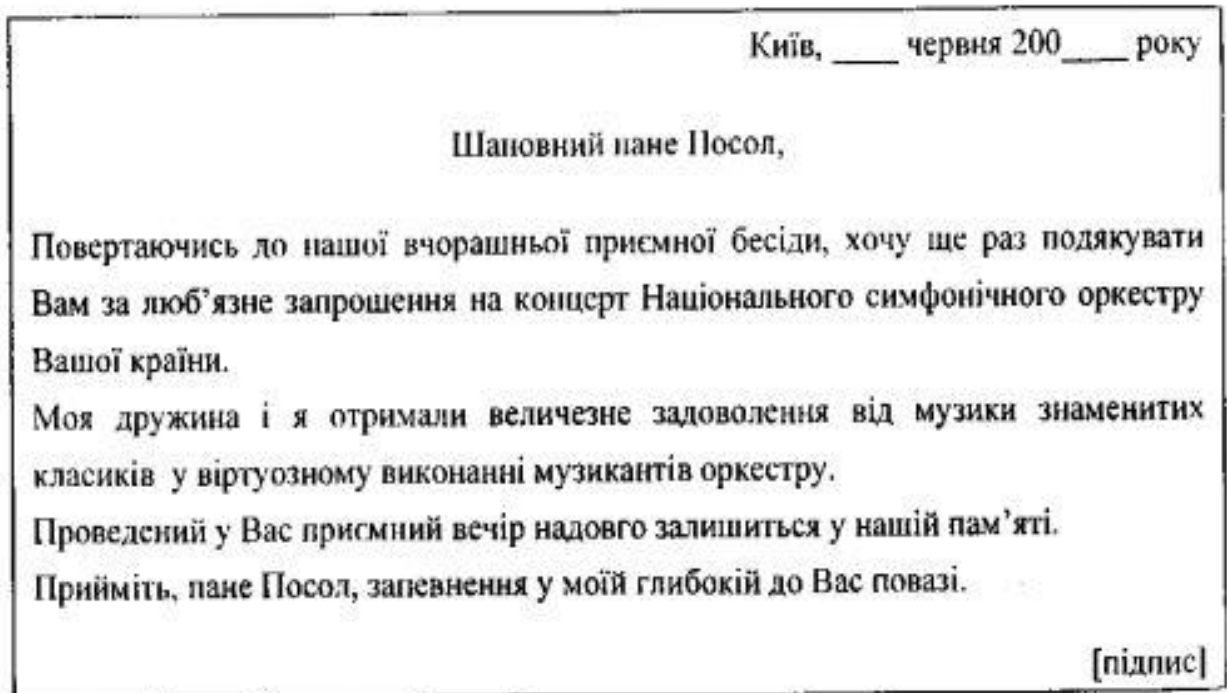 Київ, ____ червня 200____ року
Шановний пане Посол,
Повертаючись до нашої вчорашньої приємної бесіди, хочу ще раз подякувати
Вам за люб’язне запрошення на концерт Національного симфонічного оркестру
Вашої країни.
Моя дружина і я отримали величезне задоволення від музики знаменитих
класиків у віртуозному виконанні музикантів оркестру.
Проведений у Вас приємний вечір надовго залишиться у нашій пам’яті.
Прийміть, пане Посол, запевнення у моїй глибокій до Вас повазі.
[підпис]